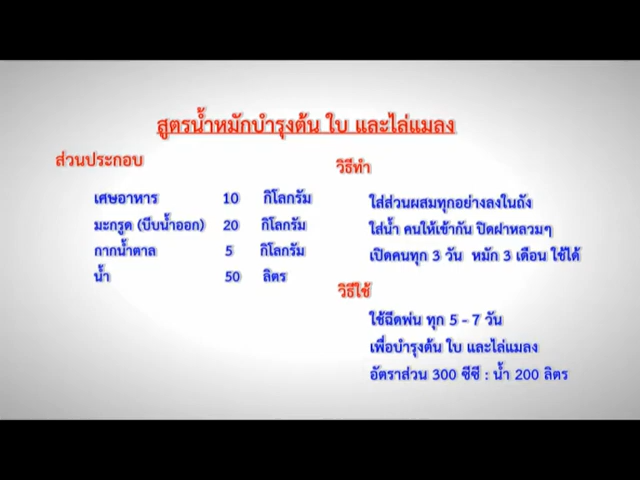 สูตรน้ำหมักบำรุงต้น ใบ และไล่แมลง
ส่วนประกอบ
เศษอาหาร 10 กิโลกรัม
มะกรูด (บีบน้ำออก) 20 กิโลกรัม
กากน้ำตาล 5 กิโลกรัม
น้ำ 50 ลิตร
วิธีทำ
ใส่ส่วนผสมทุกอย่างลงในถัง
ใส่น้ำ คนให้เข้ากัน ปิดฝาหลวมๆ
เปิดคนทุก 3 วัน หมัก 3 เดือน ใช้ได้
วิธีใช้
ใช้ฉีดพ่น ทุก 5 - 7 วัน
เพื่อบำรุงต้น ใบ และไล่แมลง
อัตราส่วน 300 ซีซี : น้ำ 200 ลิตร